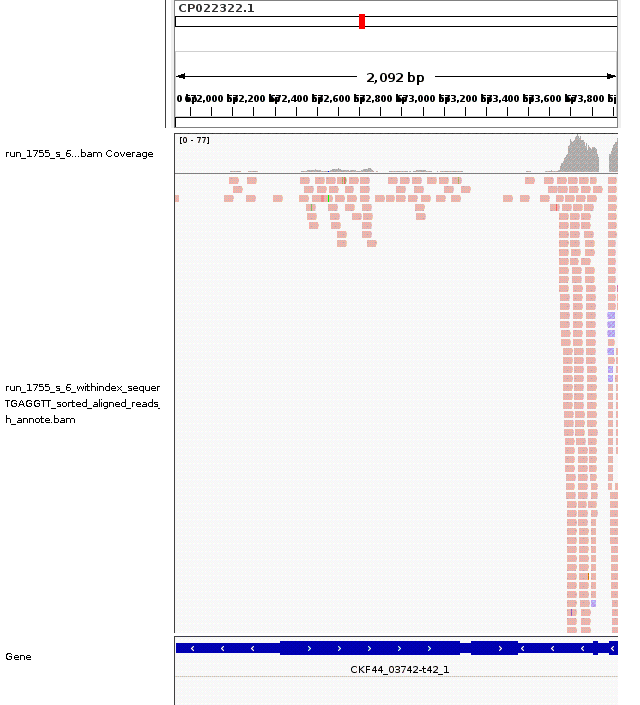 CP022322.1
2,092 bp
[0 - 77]
run_1755_s_6...bam Coverage
run_1755_s_6_withindex_sequer
TGAGGTT_sorted_aligned_reads_
h_annote.bam
Gene
CKF44_03742-t42_1